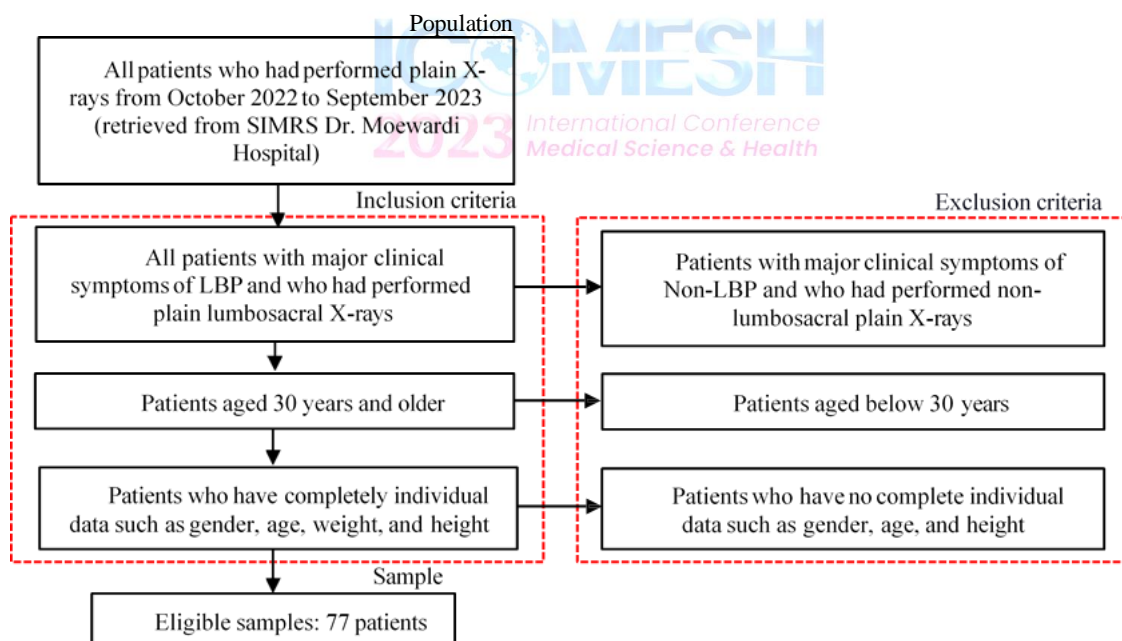 Population
ICOMESH
2023 International Conference
Medical Science & Health
All patients who had performed plain X-
rays from October 2022 to September 2023
(retrieved from SIMRS Dr. Moewardi
Hospital)
Inclusion criteria
Exclusion criteria
All patients with major clinical
symptoms of LBP and who had performed
plain lumbosacral X-rays
Patients with major clinical symptoms of
Non-LBP and who had performed non-
lumbosacral plain X-rays
Patients aged 30 years and older
Patients aged below 30 years
Patients who have completely individual
data such as gender, age, weight, and height
Patients who have no complete individual
data such as gender, age, and height
Sample
Eligible samples: 77 patients